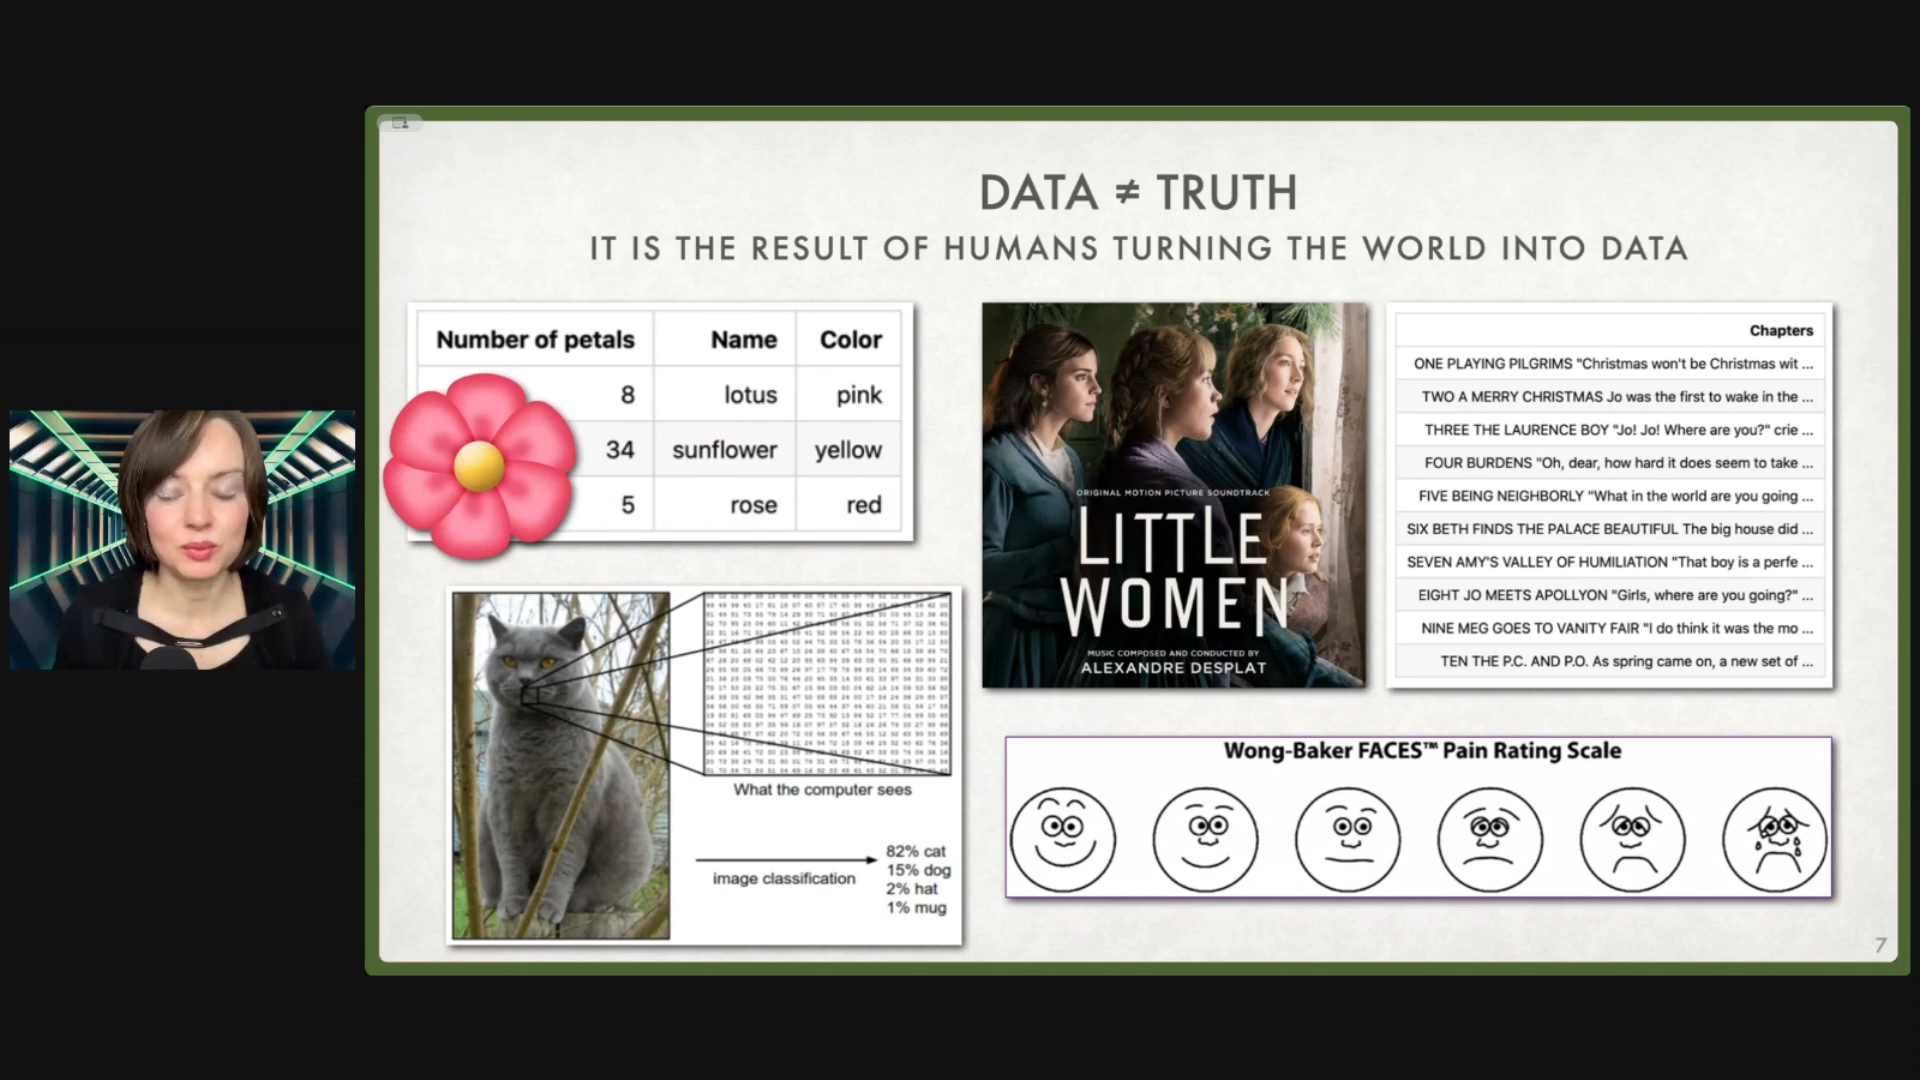 DATA ≠ TRUTH
IT IS THE RESULT OF HUMANS TURNING THE WORLD INTO DATA
Number of petals Name Color
8 lotus pink
34 sunflower yellow
5 rose red
What the computer sees
image classification
82% cat
15% dog
2% hat
1% mug
ORIGINAL MOTION PICTURE SOUNDTRACK
LITTLE
WOMEN
MUSIC COMPOSED AND CONDUCTED BY
ALEXANDRE DESPLAT
Chapters
ONE PLAYING PILGRIMS "Christmas won't be Christmas wit ...
TWO A MERRY CHRISTMAS Jo was the first to wake in the ...
THREE THE LAURENCE BOY "Jo! Jo! Where are you?" crie ...
FOUR BURDENS "Oh, dear, how hard it does seem to take ...
FIVE BEING NEIGHBORLY "What in the world are you going ...
SIX BETH FINDS THE PALACE BEAUTIFUL The big house did ...
SEVEN AMY'S VALLEY OF HUMILIATION "That boy is a perfe ...
EIGHT JO MEETS APOLLYON "Girls, where are you going?" ...
NINE MEG GOES TO VANITY FAIR "I do think it was the mo ...
TEN THE P.C. AND P.O. As spring came on, a new set of ...
Wong-Baker FACES™ Pain Rating Scale
7